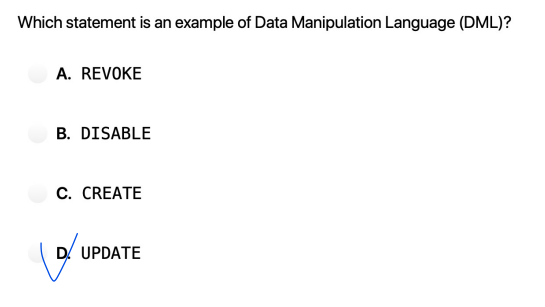 Which statement is an example of Data Manipulation Language (DML)?
A. REVOKE
B. DISABLE
C. CREATE
D. UPDATE